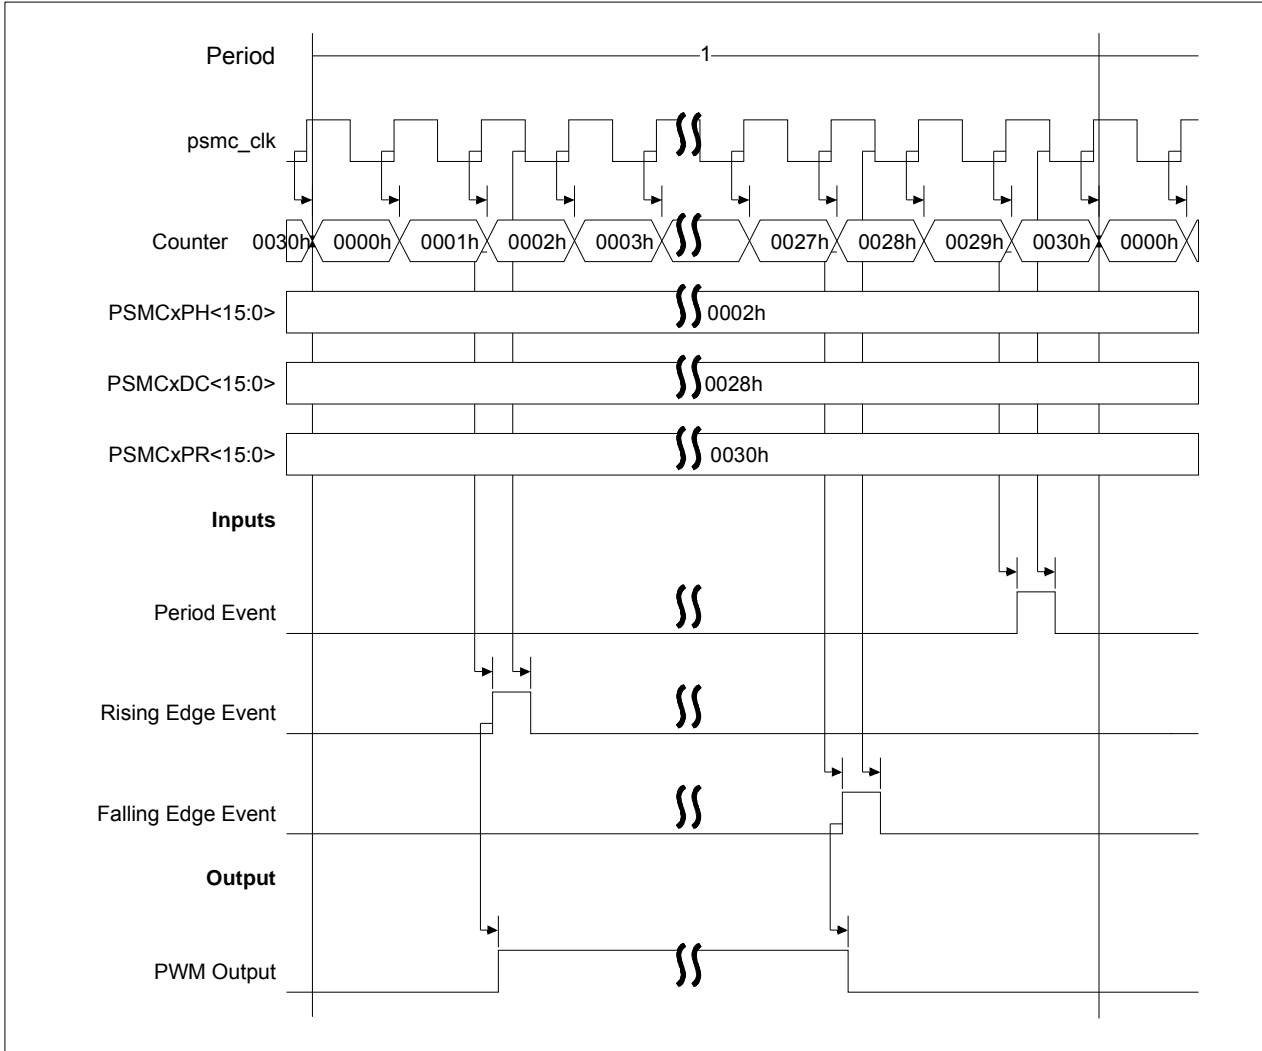 Period 1
psmc_clk
Counter 0030h 0000h 0001h 0002h 0003h 0027h 0028h 0029h 0030h 0000h
PSMCxPH<15:0> 0002h
PSMCxDC<15:0> 0028h
PSMCxPR<15:0> 0030h
Inputs
Period Event
Rising Edge Event
Falling Edge Event
Output
PWM Output